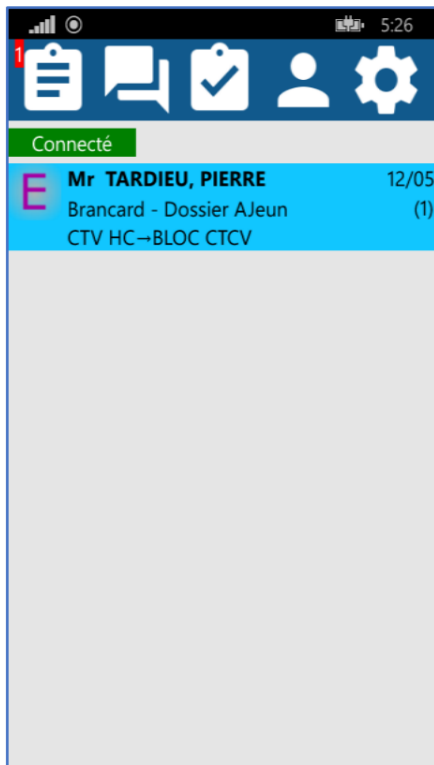 5:26
1
Connecté
E Mr TARDIEU, PIERRE 12/05
Brancard - Dossier AJeun (1)
CTV HC→BLOC CTCV